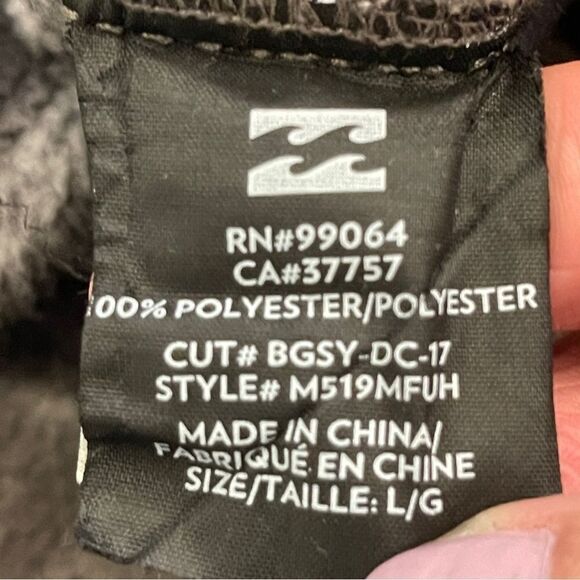 RN#99064
CA#37757
00% POLYESTER/POLYESTER
CUT# BGSY-DC-17
STYLE# M519MFUH
MADE IN CHINA/
FABRIQUÉ EN CHINE
SIZE/TAILLE: L/G